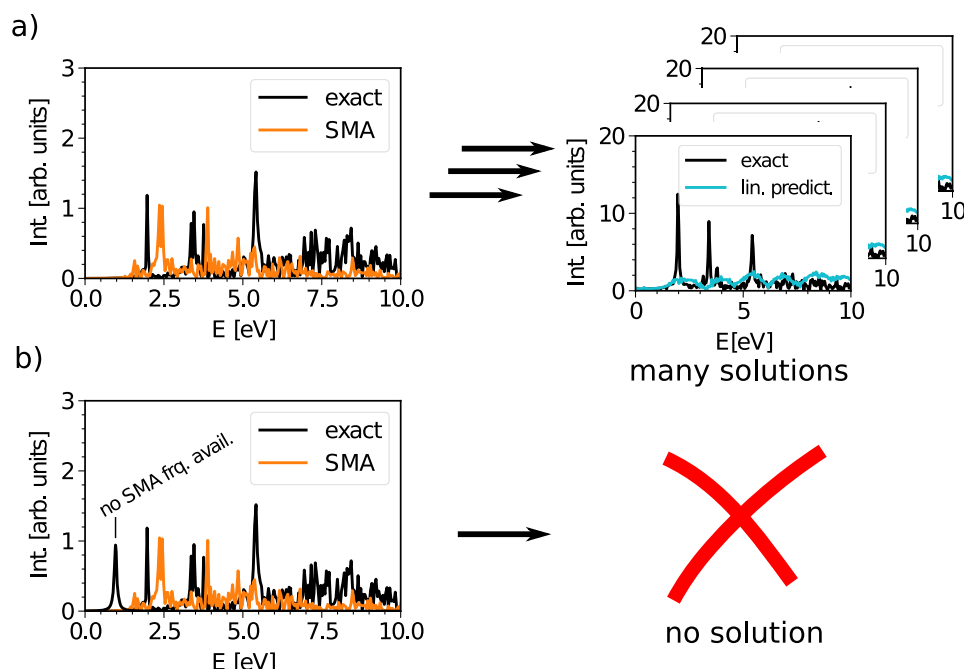 a)
3
2
1
0
Int. [arb. units]
exact
SMA
0.0 2.5 5.0 7.5 10.0
E [eV]
20
20
20
20
10
0
Int. [arb. units]
exact
lin. predict.
0 5 10
10
10
10
E[eV]
many solutions
b)
3
2
1
0
Int. [arb. units]
no SMA frq. avail.
exact
SMA
0.0 2.5 5.0 7.5 10.0
E [eV]
no solution